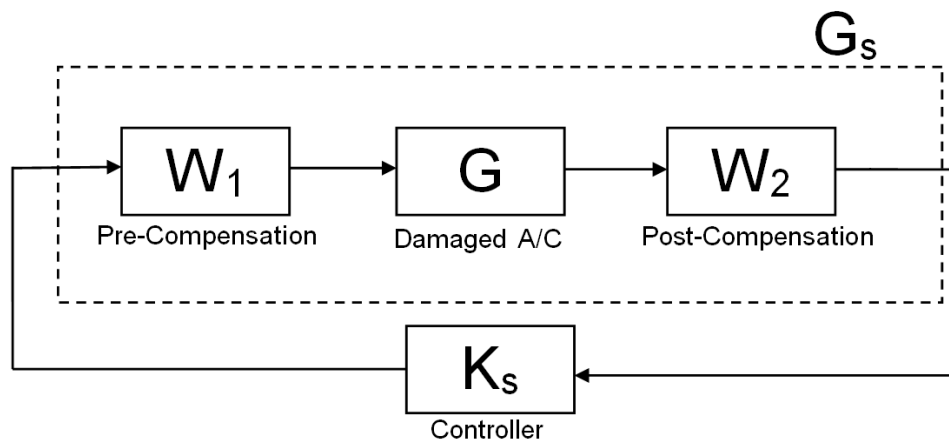 Gs
W1
G
W2
Pre-Compensation
Damaged A/C
Post-Compensation
Ks
Controller